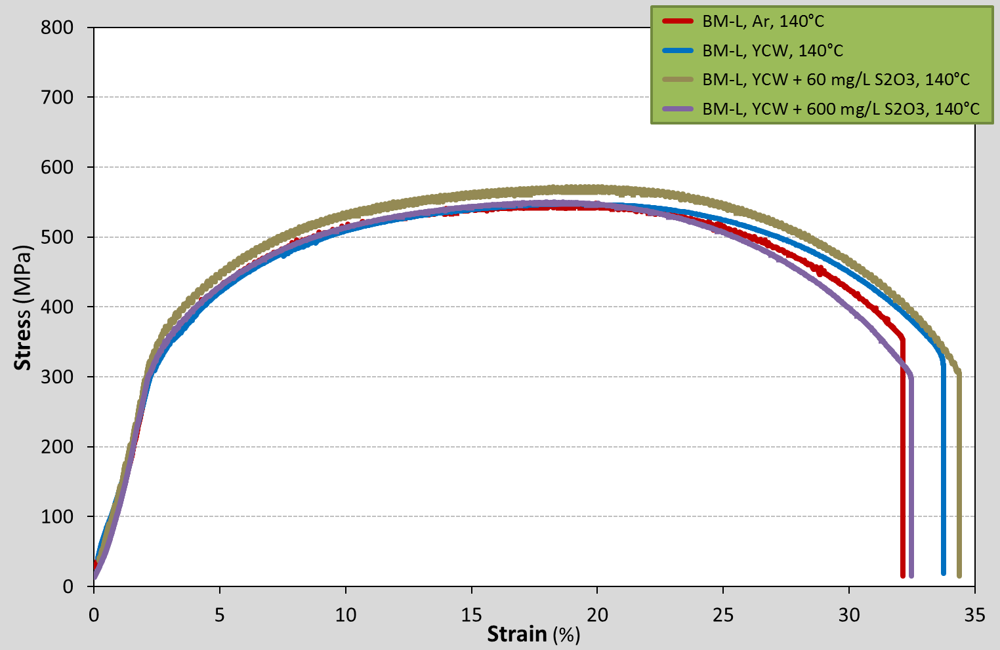 BM-L, Ar, 140°C
BM-L, YCW, 140°C
BM-L, YCW + 60 mg/L S2O3, 140°C
BM-L, YCW + 600 mg/L S2O3, 140°C
800
700
600
500
400
300
200
100
0
Stress (MPa)
0 5 10 15 20 25 30 35
Strain (%)